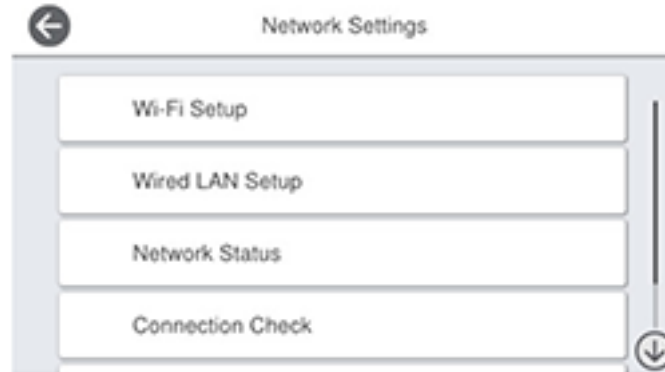 Network Settings
Wi-Fi Setup
Wired LAN Setup
Network Status
Connection Check